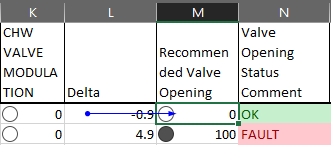 K L M N
CHW Valve
VALVE Recommen Opening
MODULA ded Valve Status
TION Delta Opening Comment
0 -0.9 0 OK
0 4.9 100 FAULT